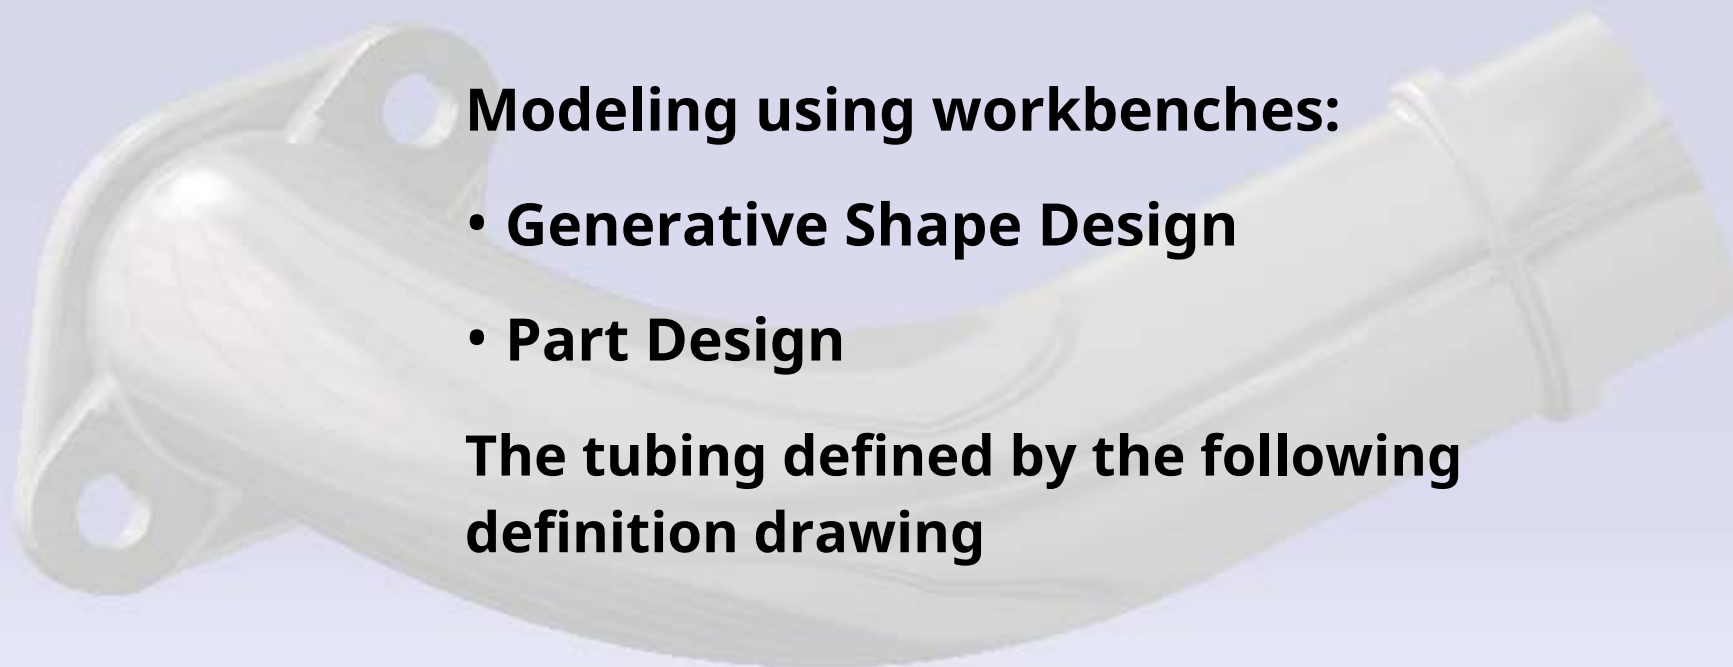 Modeling using workbenches:
• Generative Shape Design
• Part Design
The tubing defined by the following
definition drawing